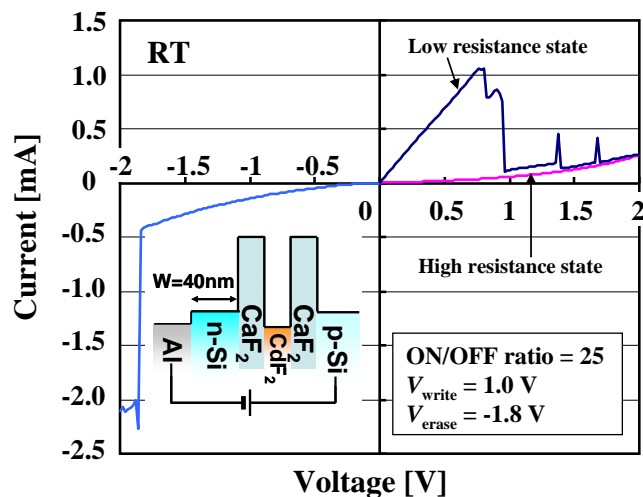 1.5
RT
Low resistance state
1.0
0.5
0
-2
-1.5
-1
-0.5
0
0.5
1
1.5
2
-0.5
-1.0
-1.5
-2.0
-2.5
Current [mA]
High resistance state
W=40nm
Al
n-Si
CaF2
CdF2
CaF2
p-Si
ON/OFF ratio = 25
Vwrite = 1.0 V
Verase = -1.8 V
Voltage [V]